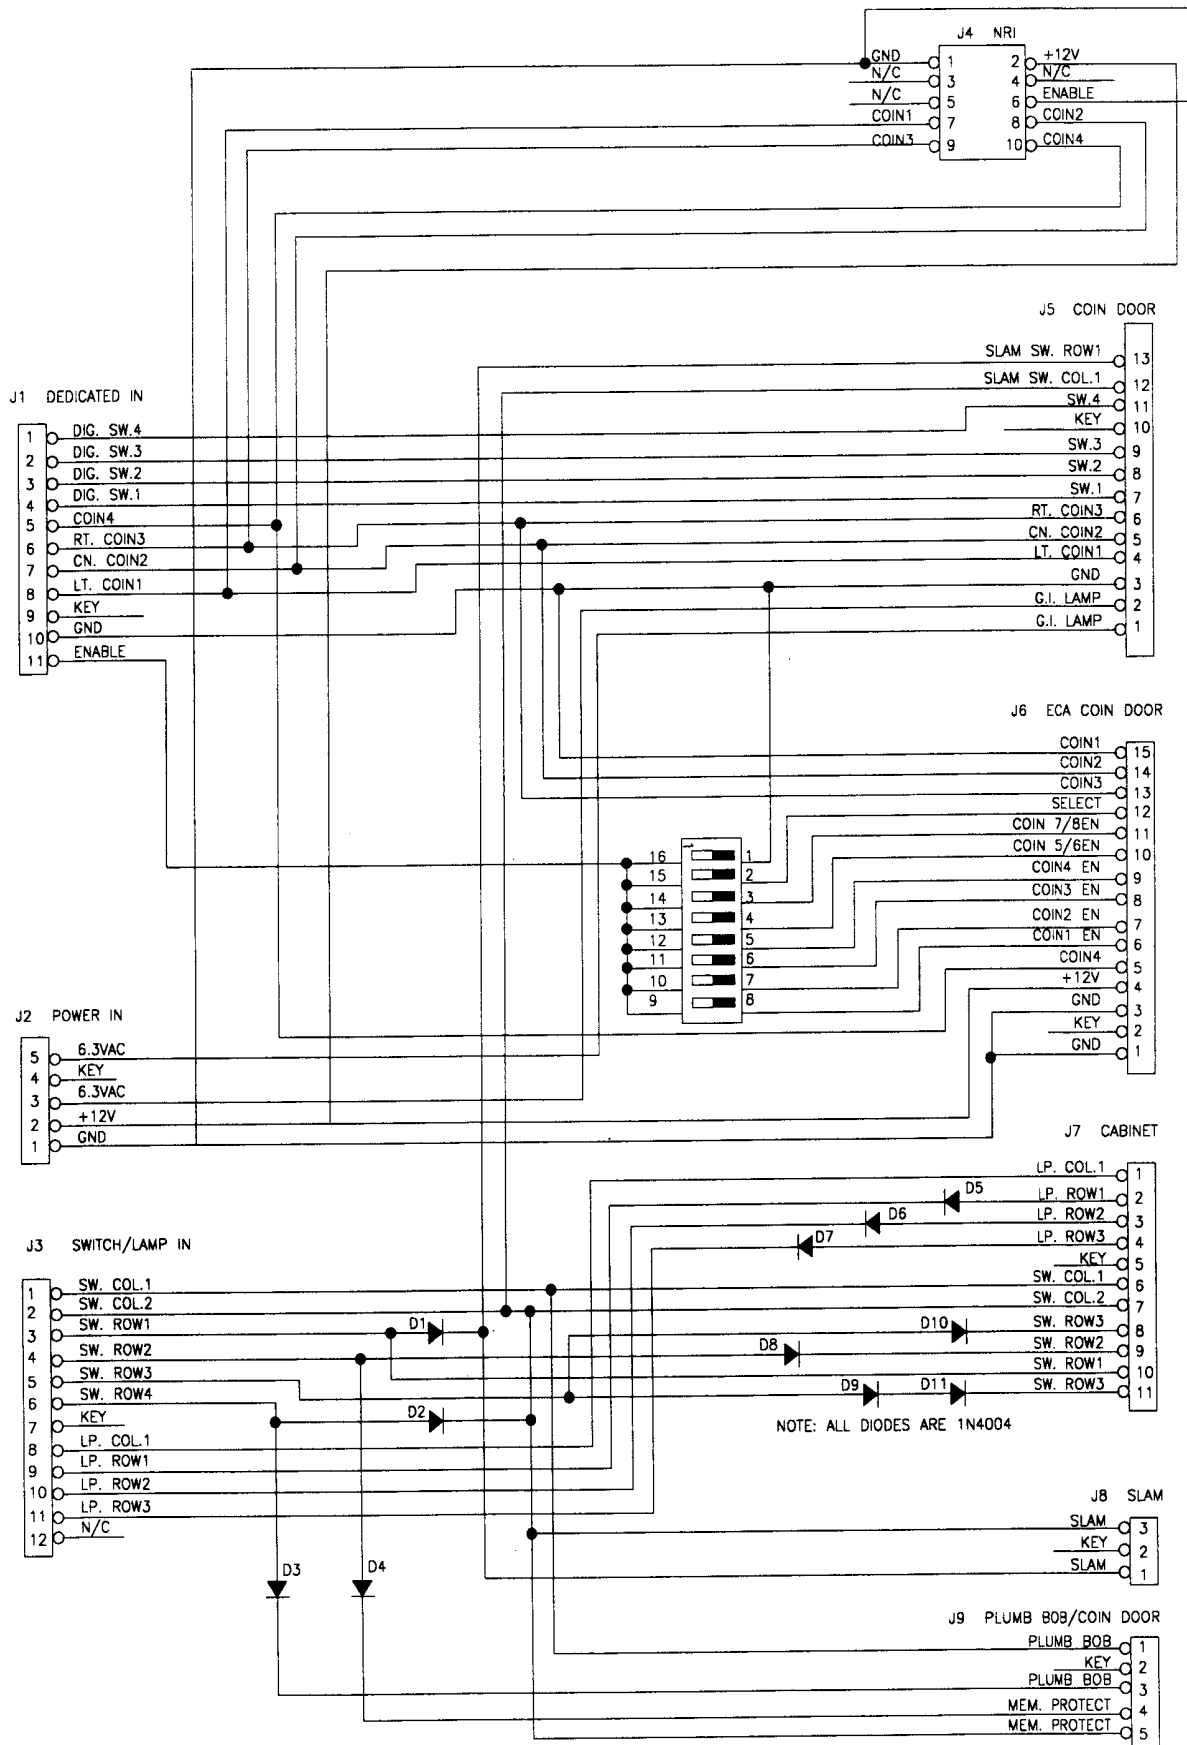 J4 NRI
GND 1 2 +12V
N/C 3 4 N/C
N/C 5 6 ENABLE
COIN1 7 8 COIN2
COIN3 9 10 COIN4
J5 COIN DOOR
SLAM SW. ROW1 13
SLAM SW. COL.1 12
SW.4 11
KEY 10
SW.3 9
SW.2 8
SW.1 7
RT. COIN3 6
CN. COIN2 5
LT. COIN1 4
GND 3
G.I. LAMP 2
G.I. LAMP 1
J1 DEDICATED IN
1 DIG. SW.4
2 DIG. SW.3
3 DIG. SW.2
4 DIG. SW.1
5 COIN4
6 RT. COIN3
7 CN. COIN2
8 LT. COIN1
9 KEY
10 GND
11 ENABLE
J6 ECA COIN DOOR
COIN1 15
COIN2 14
COIN3 13
SELECT 12
COIN 7/8EN 11
COIN 5/6EN 10
COIN4 EN 9
COIN3 EN 8
COIN2 EN 7
COIN1 EN 6
COIN4 5
+12V 4
GND 3
KEY 2
GND 1
16 1
15 2
14 3
13 4
12 5
11 6
10 7
9 8
J2 POWER IN
5 6.3VAC
4 KEY
3 6.3VAC
2 +12V
1 GND
J7 CABINET
LP. COL.1 1
D5 LP. ROW1 2
D6 LP. ROW2 3
D7 LP. ROW3 4
KEY 5
SW. COL.1 6
SW. COL.2 7
D10 SW. ROW3 8
D8 SW. ROW2 9
SW. ROW1 10
D9 D11 SW. ROW3 11
NOTE: ALL DIODES ARE 1N4004
J3 SWITCH/LAMP IN
1 SW. COL.1
2 SW. COL.2
3 SW. ROW1 D1
4 SW. ROW2
5 SW. ROW3
6 SW. ROW4
7 KEY D2
8 LP. COL.1
9 LP. ROW1
10 LP. ROW2
11 LP. ROW3
12 N/C
D3 D4
J8 SLAM
SLAM 3
KEY 2
SLAM 1
J9 PLUMB BOB/COIN DOOR
PLUMB BOB 1
KEY 2
PLUMB BOB 3
MEM. PROTECT 4
MEM. PROTECT 5